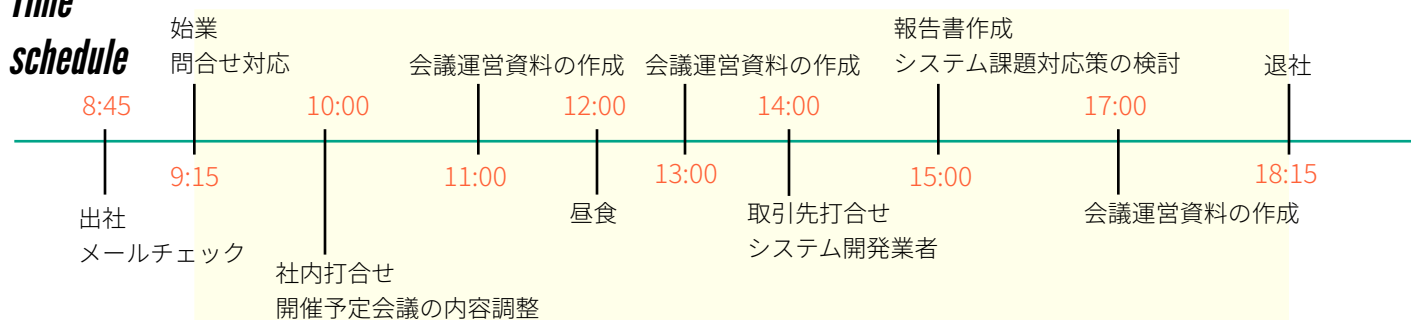 Time
schedule
8:45
出社
メールチェック
始業
問合せ対応
9:15
10:00
社内打合せ
開催予定会議の内容調整
会議運営資料の作成
11:00
12:00
昼食
会議運営資料の作成
13:00
14:00
取引先打合せ
システム開発業者
報告書作成
システム課題対応策の検討
15:00
17:00
会議運営資料の作成
退社
18:15